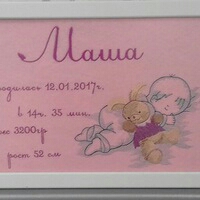 Маша
родилась 12.01.2017г.
в 14ч. 35 мин.
вес 3200гр
рост 52 см